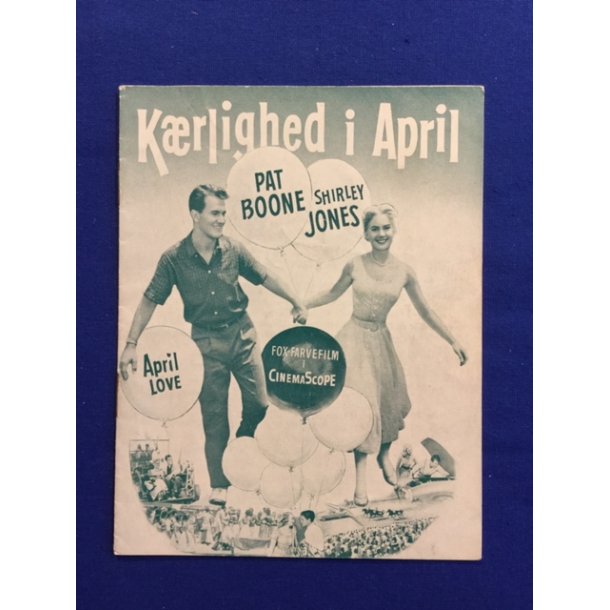 Kærlighed i April
PAT
BOONE
SHIRLEY
JONES
April
LOVE
FOX-FARVEFILM
i
CINEMASCOPE